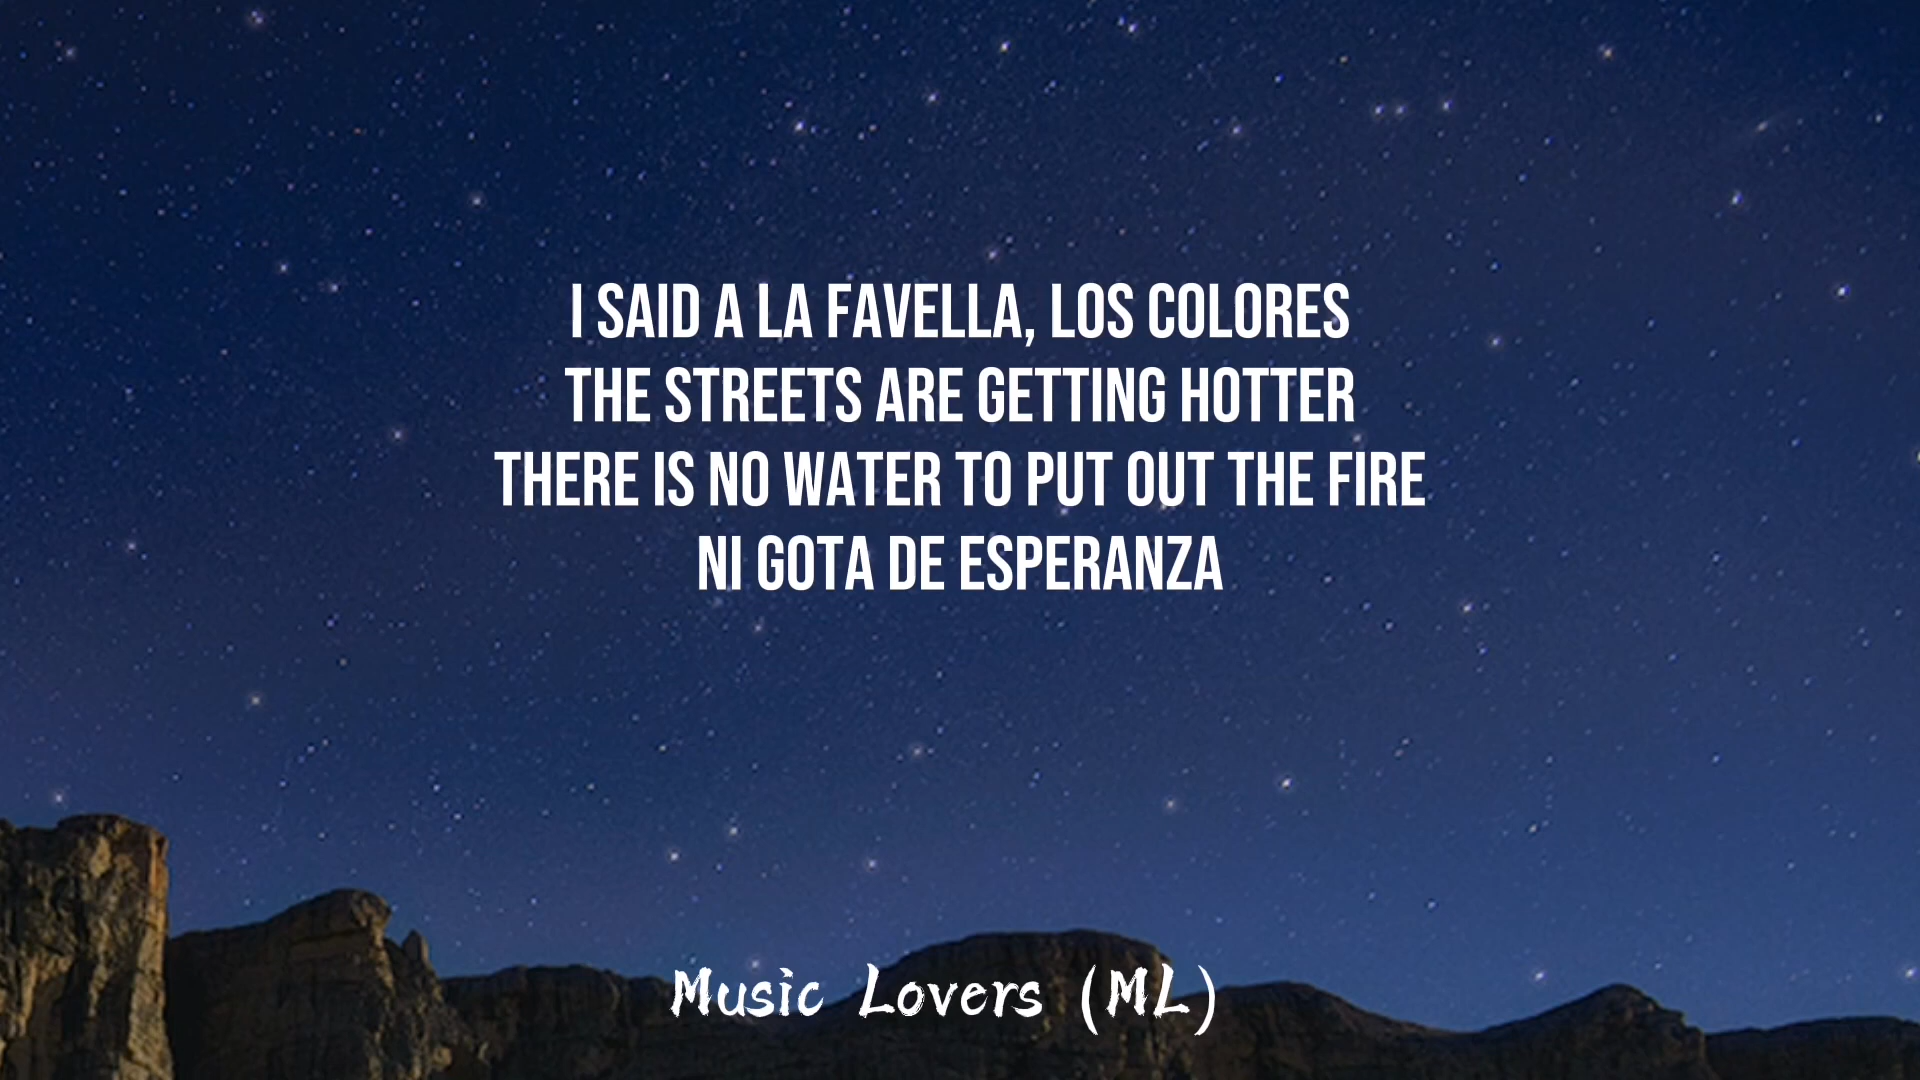 I SAID A LA FAVELLA, LOS COLORES
THE STREETS ARE GETTING HOTTER
THERE IS NO WATER TO PUT OUT THE FIRE
NI GOTA DE ESPERANZA
Music Lovers (ML)